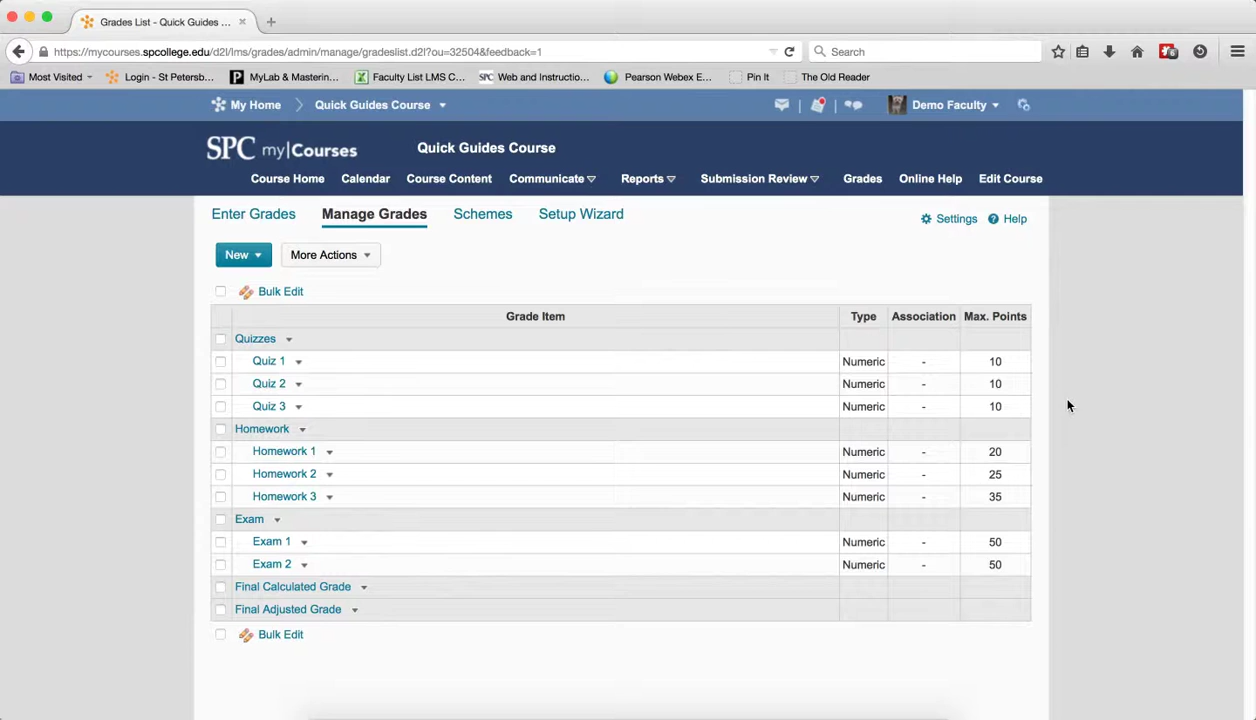 Grades List - Quick Guides ...
https://mycourses.spcollege.edu/d2l/lms/grades/admin/manage/gradeslist.d2l?ou=32504&feedback=1
Search
6
Most Visited
Login - St Petersb...
P MyLab & Mastering...
Faculty List LMS C...
SPC Web and Instructio...
Pearson Webex E...
Pin It
The Old Reader
My Home
Quick Guides Course
Demo Faculty
SPC my|Courses
Quick Guides Course
Course Home Calendar Course Content Communicate Reports Submission Review Grades Online Help Edit Course
Enter Grades Manage Grades Schemes Setup Wizard
Settings Help
New More Actions
Bulk Edit
Grade Item Type Association Max. Points
Quizzes
Quiz 1 Numeric - 10
Quiz 2 Numeric - 10
Quiz 3 Numeric - 10
Homework
Homework 1 Numeric - 20
Homework 2 Numeric - 25
Homework 3 Numeric - 35
Exam
Exam 1 Numeric - 50
Exam 2 Numeric - 50
Final Calculated Grade
Final Adjusted Grade
Bulk Edit